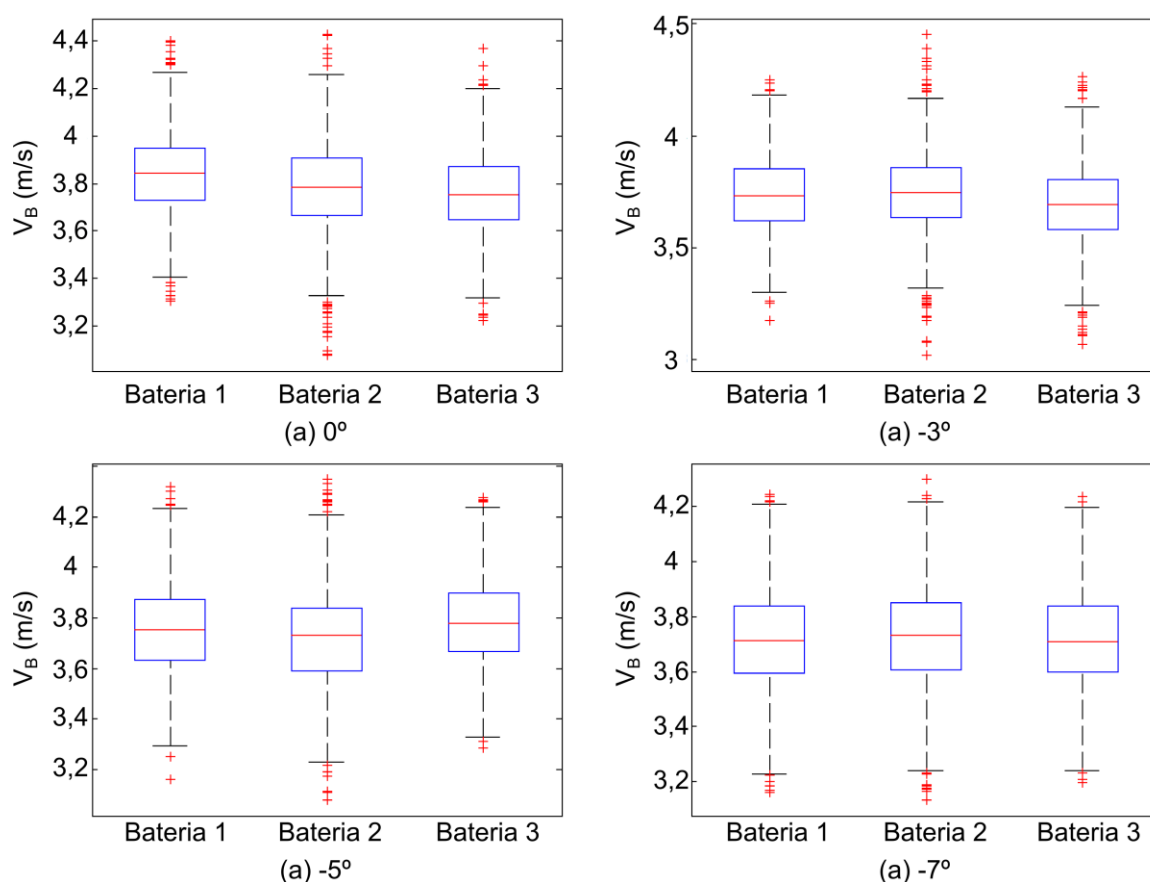 4,4
4,2
4
3,8
3,6
3,4
3,2
V_B (m/s)
Bateria 1 Bateria 2 Bateria 3
(a) 0º
4,5
4
3,5
3
V_B (m/s)
Bateria 1 Bateria 2 Bateria 3
(a) -3º
4,2
4
3,8
3,6
3,4
3,2
V_B (m/s)
Bateria 1 Bateria 2 Bateria 3
(a) -5º
4,2
4
3,8
3,6
3,4
3,2
V_B (m/s)
Bateria 1 Bateria 2 Bateria 3
(a) -7º